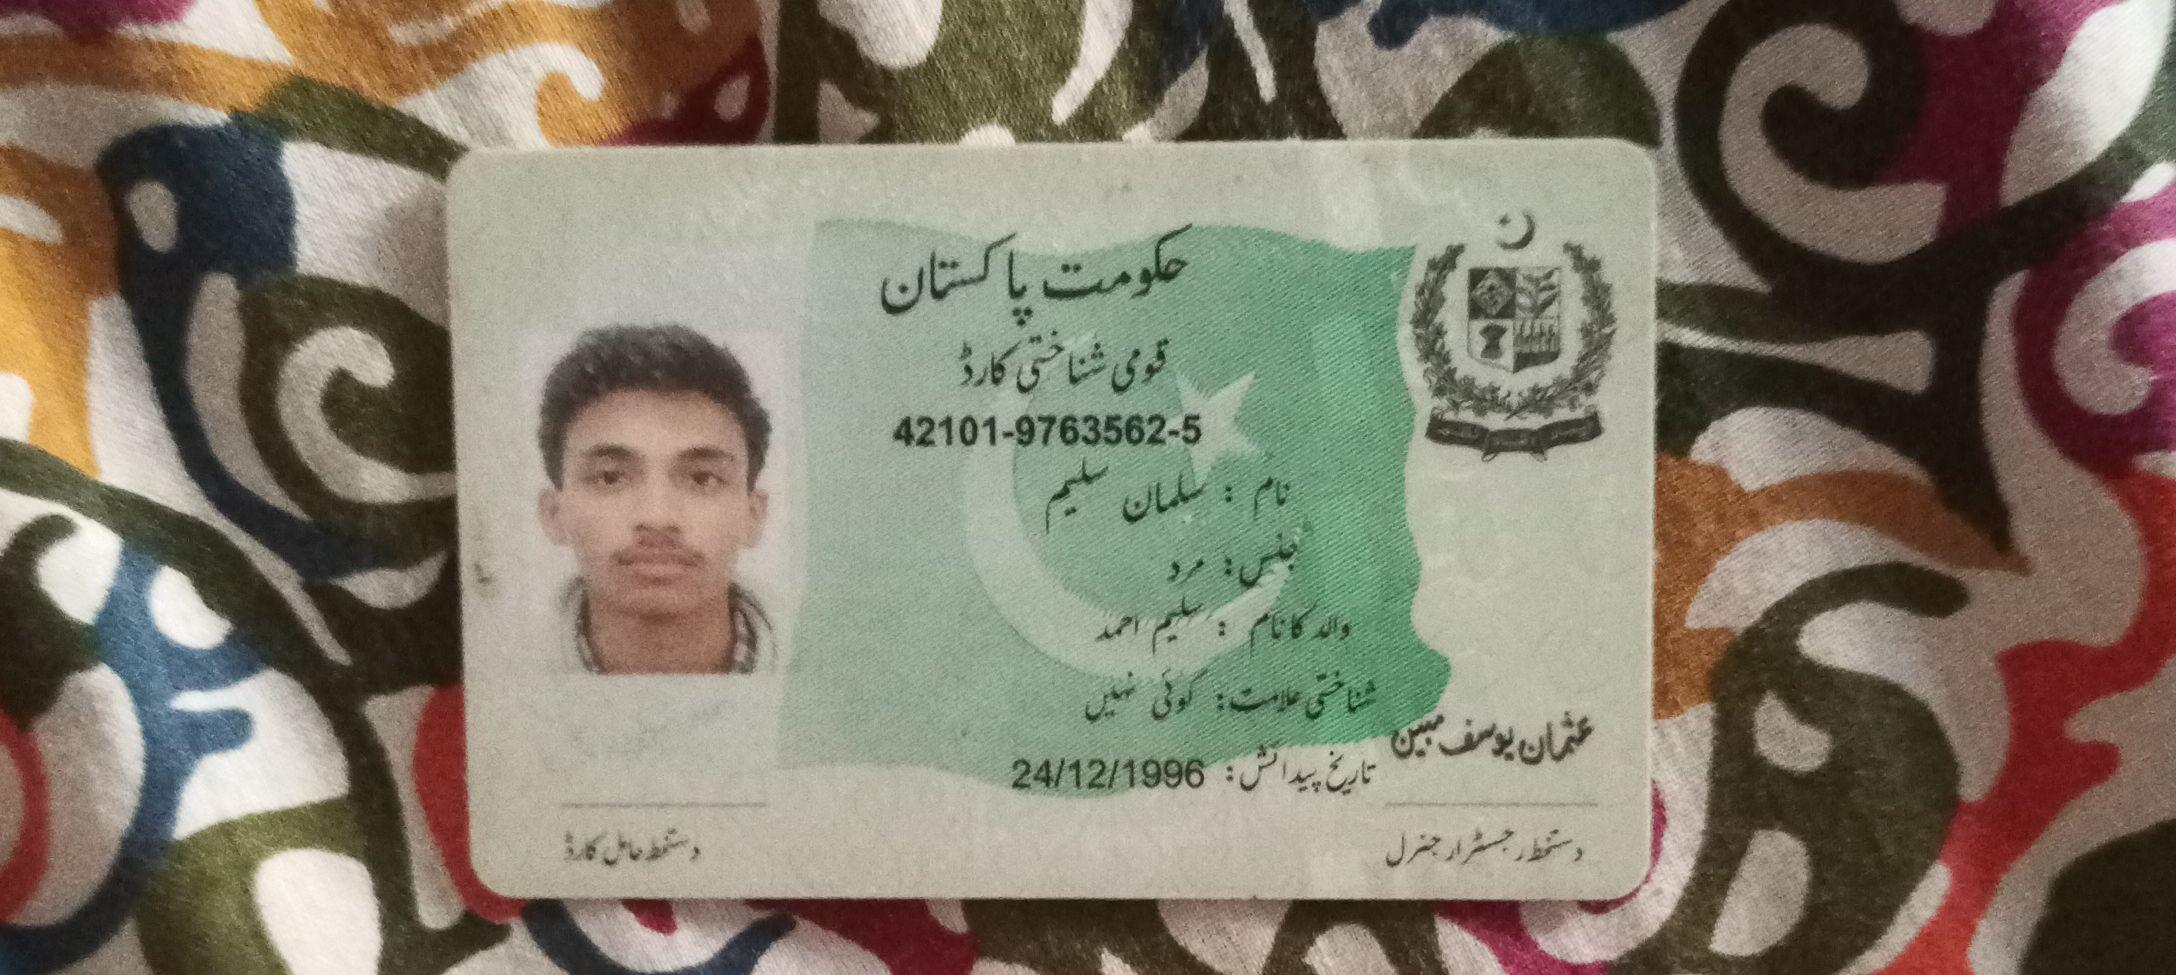 حکومت پاکستان
قومی شناختی کارڈ
42101-9763562-5
نام : سلمان سلیم
جنس: مرد
والد کا نام : سلیم احمد
شناختی علامت: کوئی نہیں
تاریخ پیدائش: 24/12/1996
عثمان یوسف مبین
دستخط رجسٹرار جنرل
دستخط حامل کارڈ